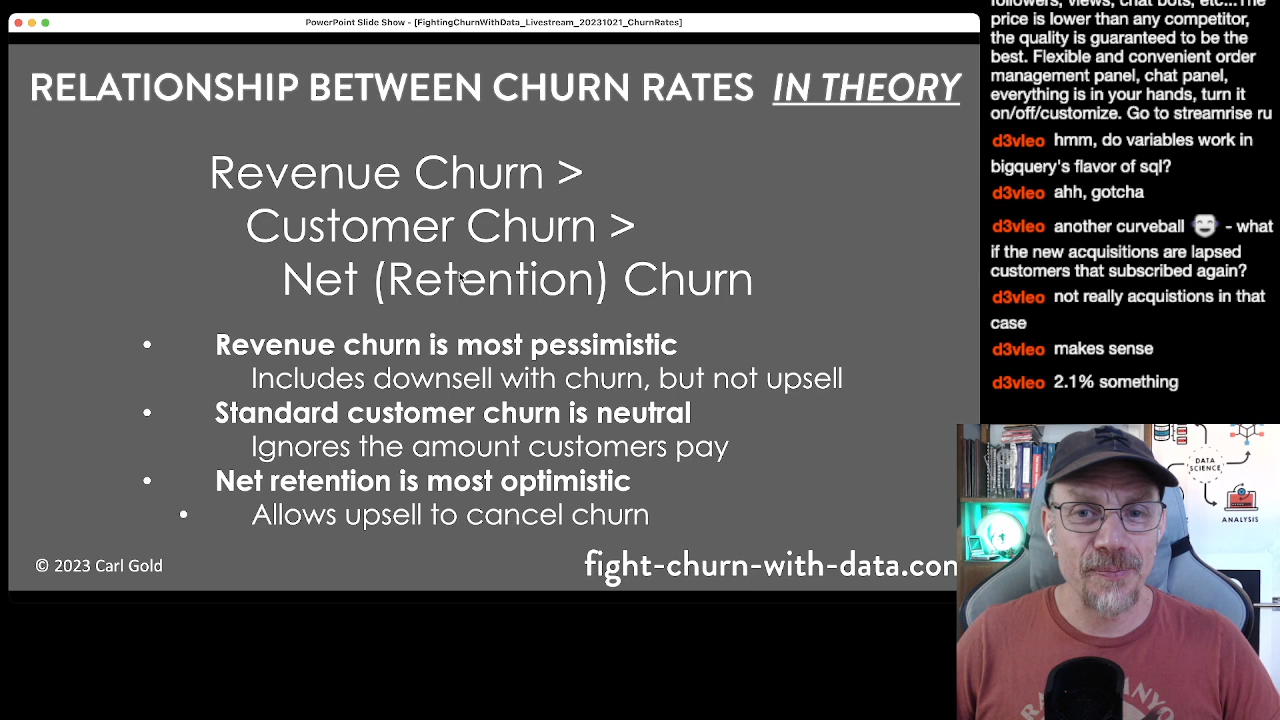 PowerPoint Slide Show - [FightingChurnWithData_Livestream_20231021_ChurnRates]
RELATIONSHIP BETWEEN CHURN RATES IN THEORY
Revenue Churn >
Customer Churn >
Net (Retention) Churn
• Revenue churn is most pessimistic
Includes downsell with churn, but not upsell
• Standard customer churn is neutral
Ignores the amount customers pay
• Net retention is most optimistic
• Allows upsell to cancel churn
© 2023 Carl Gold
fight-churn-with-data.con
followers, views, chat bots, etc...The
price is lower than any competitor,
the quality is guaranteed to be the
best. Flexible and convenient order
management panel, chat panel,
everything is in your hands, turn it
on/off/customize. Go to streamrise ru
d3vleo hmm, do variables work in
bigquery's flavor of sql?
d3vleo ahh, gotcha
d3vleo another curveball - what
if the new acquisitions are lapsed
customers that subscribed again?
d3vleo not really acquistions in that
case
d3vleo makes sense
d3vleo 2.1% something
DATA
SCIENCE
ANALYSIS